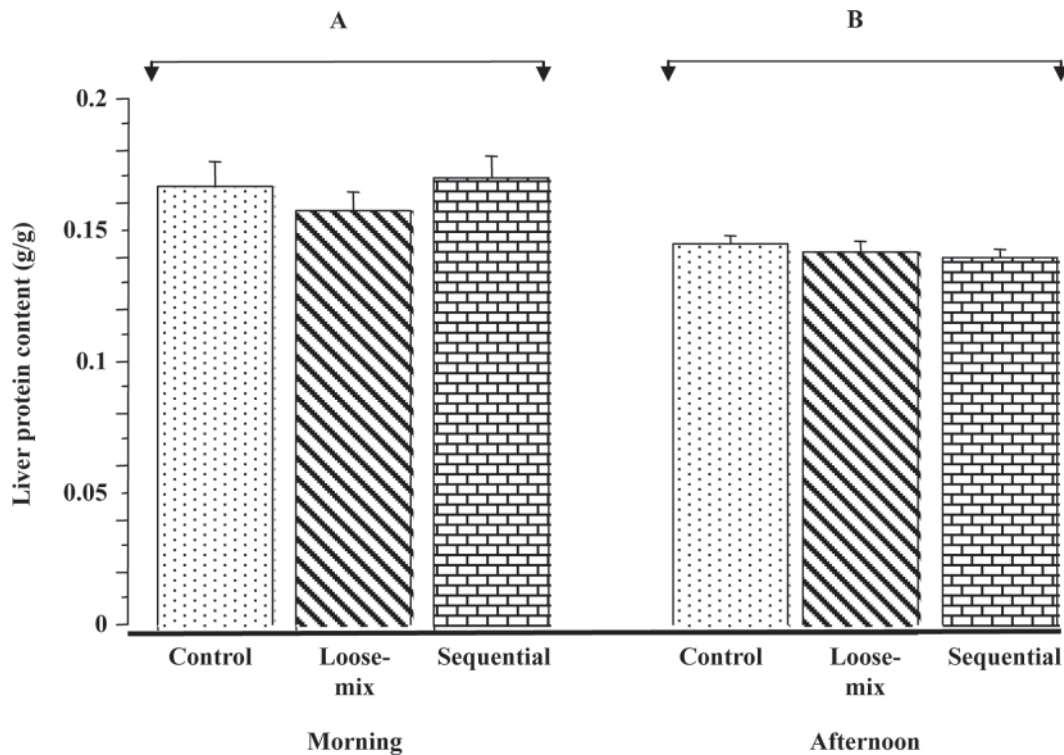 A
B
Liver protein content (g/g)
0.2
0.15
0.1
0.05
0
Control
Loose-
mix
Sequential
Control
Loose-
mix
Sequential
Morning
Afternoon